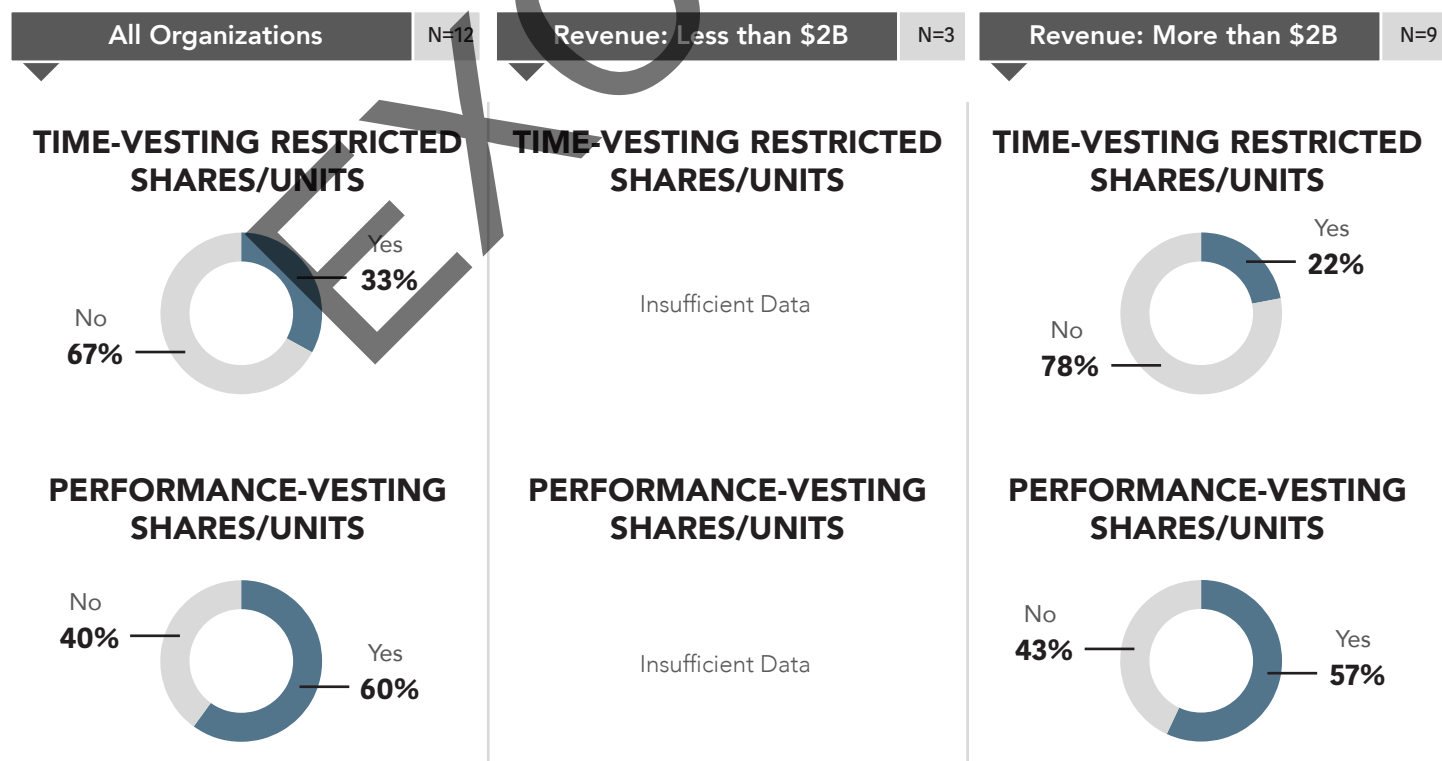 All Organizations
N=12
TIME-VESTING RESTRICTED
SHARES/UNITS
Yes
33%
No
67%
PERFORMANCE-VESTING
SHARES/UNITS
No
40%
Yes
60%
Revenue: Less than $2B
N=3
TIME-VESTING RESTRICTED
SHARES/UNITS
Insufficient Data
PERFORMANCE-VESTING
SHARES/UNITS
Insufficient Data
Revenue: More than $2B
N=9
TIME-VESTING RESTRICTED
SHARES/UNITS
Yes
22%
No
78%
PERFORMANCE-VESTING
SHARES/UNITS
No
43%
Yes
57%